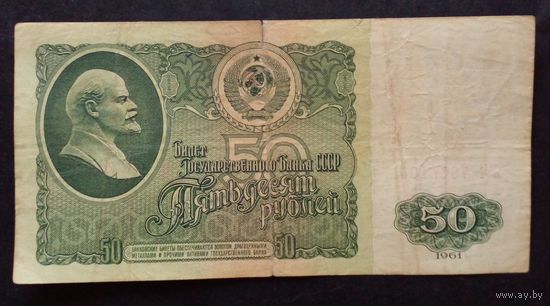 50
Билет
Государственного Банка СССР
Пятьдесят
рублей
50 БАНКОВСКИЕ БИЛЕТЫ ОБЕСПЕЧИВАЮТСЯ ЗОЛОТОМ, ДРАГОЦЕННЫМИ 50
МЕТАЛЛАМИ И ПРОЧИМИ АКТИВАМИ ГОСУДАРСТВЕННОГО БАНКА
50
1961
www.ay.by